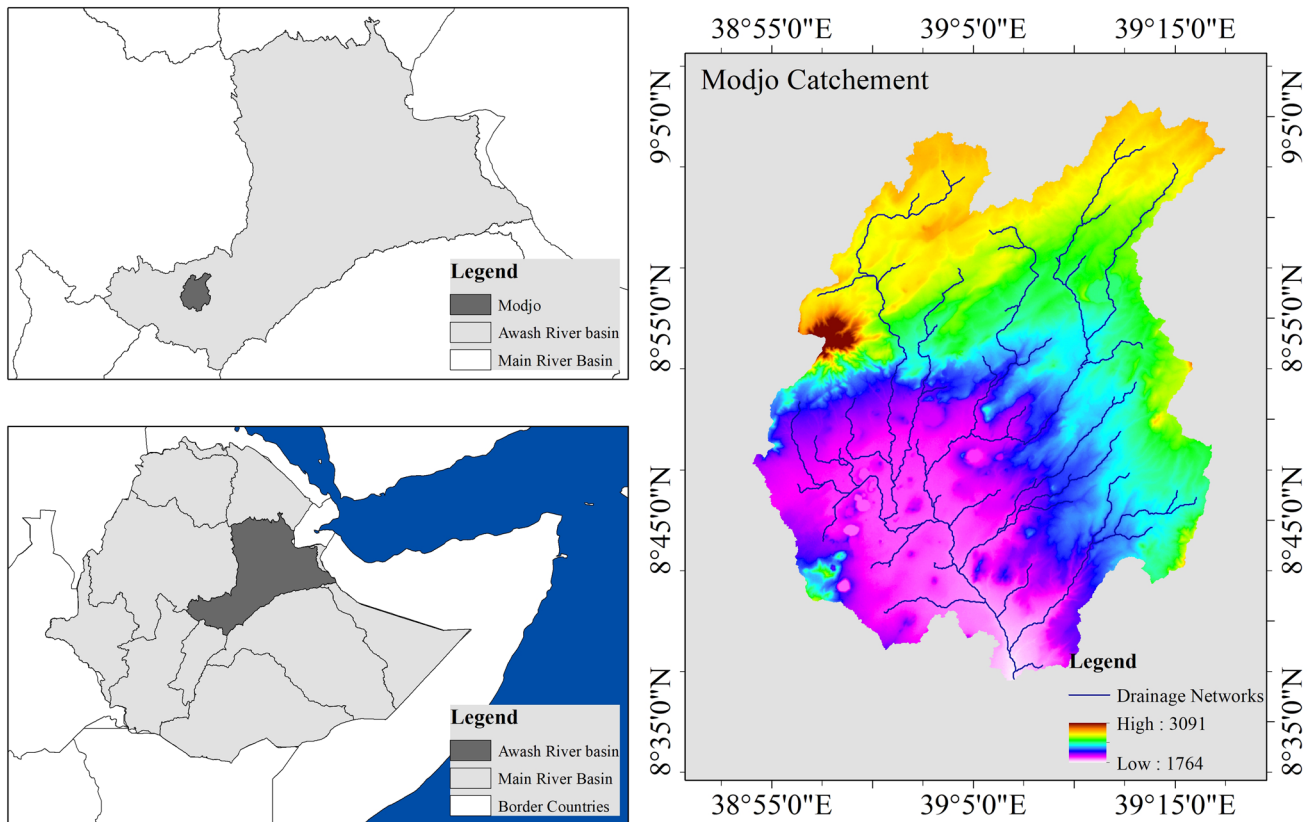 Legend
Modjo
Awash River basin
Main River Basin
Legend
Awash River basin
Main River Basin
Border Countries
38°55'0"E 39°5'0"E 39°15'0"E
Modjo Catchement
9°5'0"N 9°5'0"N
8°55'0"N 8°55'0"N
8°45'0"N 8°45'0"N
8°35'0"N 8°35'0"N
Legend
Drainage Networks
High : 3091
Low : 1764
38°55'0"E 39°5'0"E 39°15'0"E